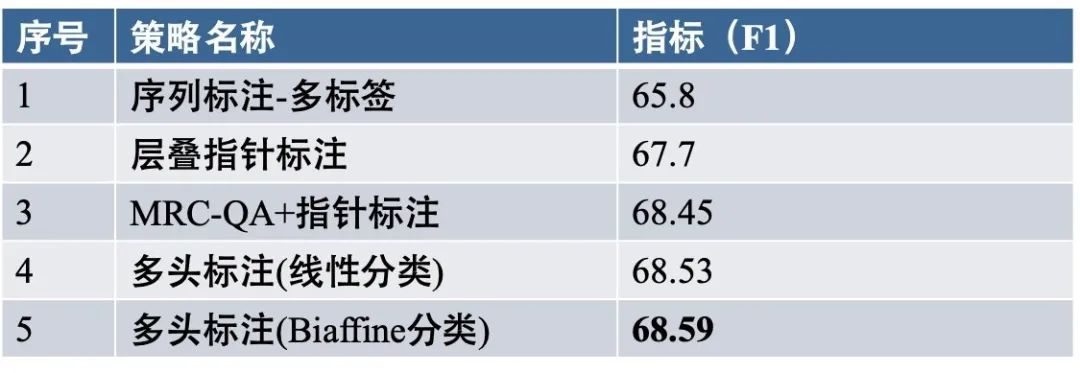 序号 策略名称 指标（F1）
1 序列标注-多标签 65.8
2 层叠指针标注 67.7
3 MRC-QA+指针标注 68.45
4 多头标注(线性分类) 68.53
5 多头标注(Biaffine分类) 68.59